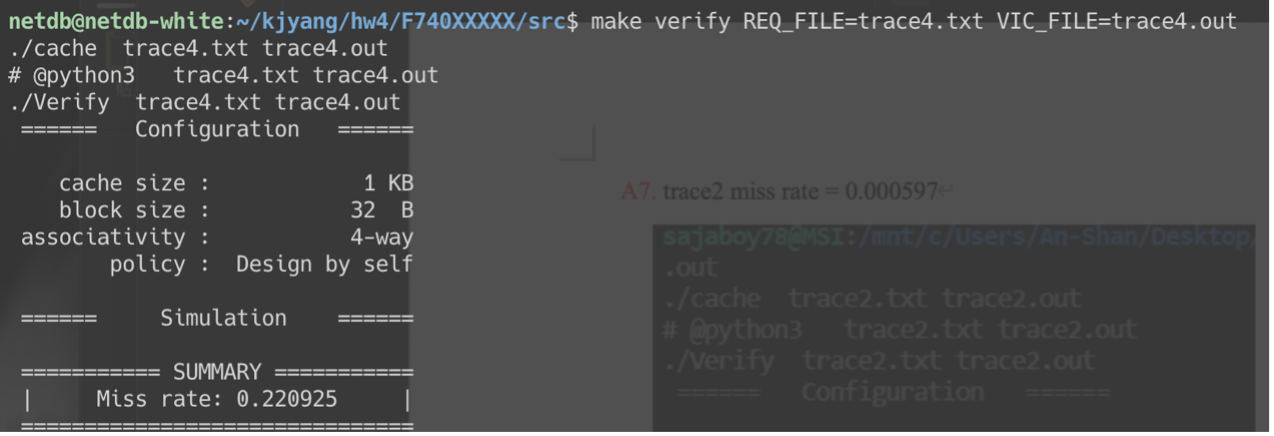 netdb@netdb-white:~/kjyang/hw4/F740XXXXX/src$ make verify REQ_FILE=trace4.txt VIC_FILE=trace4.out
./cache  trace4.txt trace4.out
# @python3   trace4.txt trace4.out
./Verify  trace4.txt trace4.out
======   Configuration   ======
cache size :            1 KB
block size :           32  B
associativity :           4-way
policy :  Design by self
======     Simulation    ======
=========== SUMMARY ===========
|     Miss rate: 0.220925     |
===============================
A7. trace2 miss rate = 0.000597↵
sajaboy78@MSI:/mnt/c/Users/An-Shan/Desktop/
.out
./cache  trace2.txt trace2.out
# @python3   trace2.txt trace2.out
./Verify  trace2.txt trace2.out
======   Configuration   ======